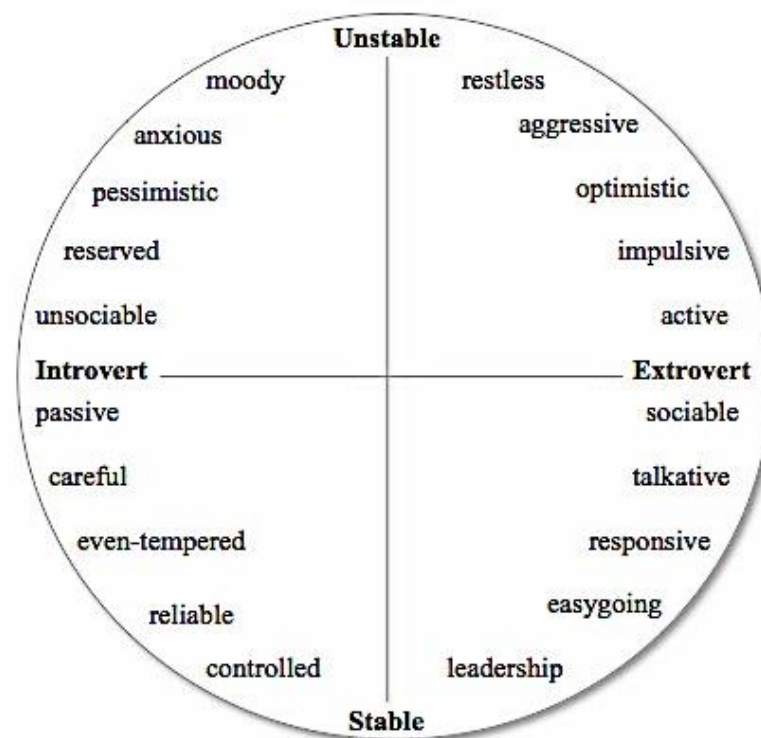 Unstable
moody restless
anxious aggressive
pessimistic optimistic
reserved impulsive
unsociable active
Introvert Extrovert
passive sociable
careful talkative
even-tempered responsive
reliable easygoing
controlled leadership
Stable